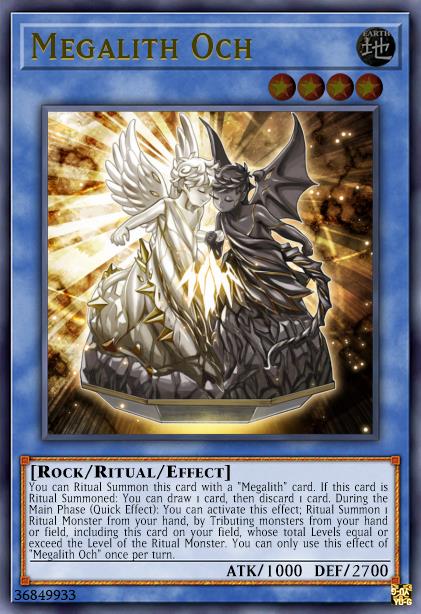 MEGALITH OCH
EARTH
地
[ROCK/RITUAL/EFFECT]
You can Ritual Summon this card with a "Megalith" card. If this card is
Ritual Summoned: You can draw 1 card, then discard 1 card. During the
Main Phase (Quick Effect): You can activate this effect; Ritual Summon 1
Ritual Monster from your hand, by Tributing monsters from your hand
or field, including this card on your field, whose total Levels equal or
exceed the Level of the Ritual Monster. You can only use this effect of
"Megalith Och" once per turn.
ATK/1000 DEF/2700
36849933